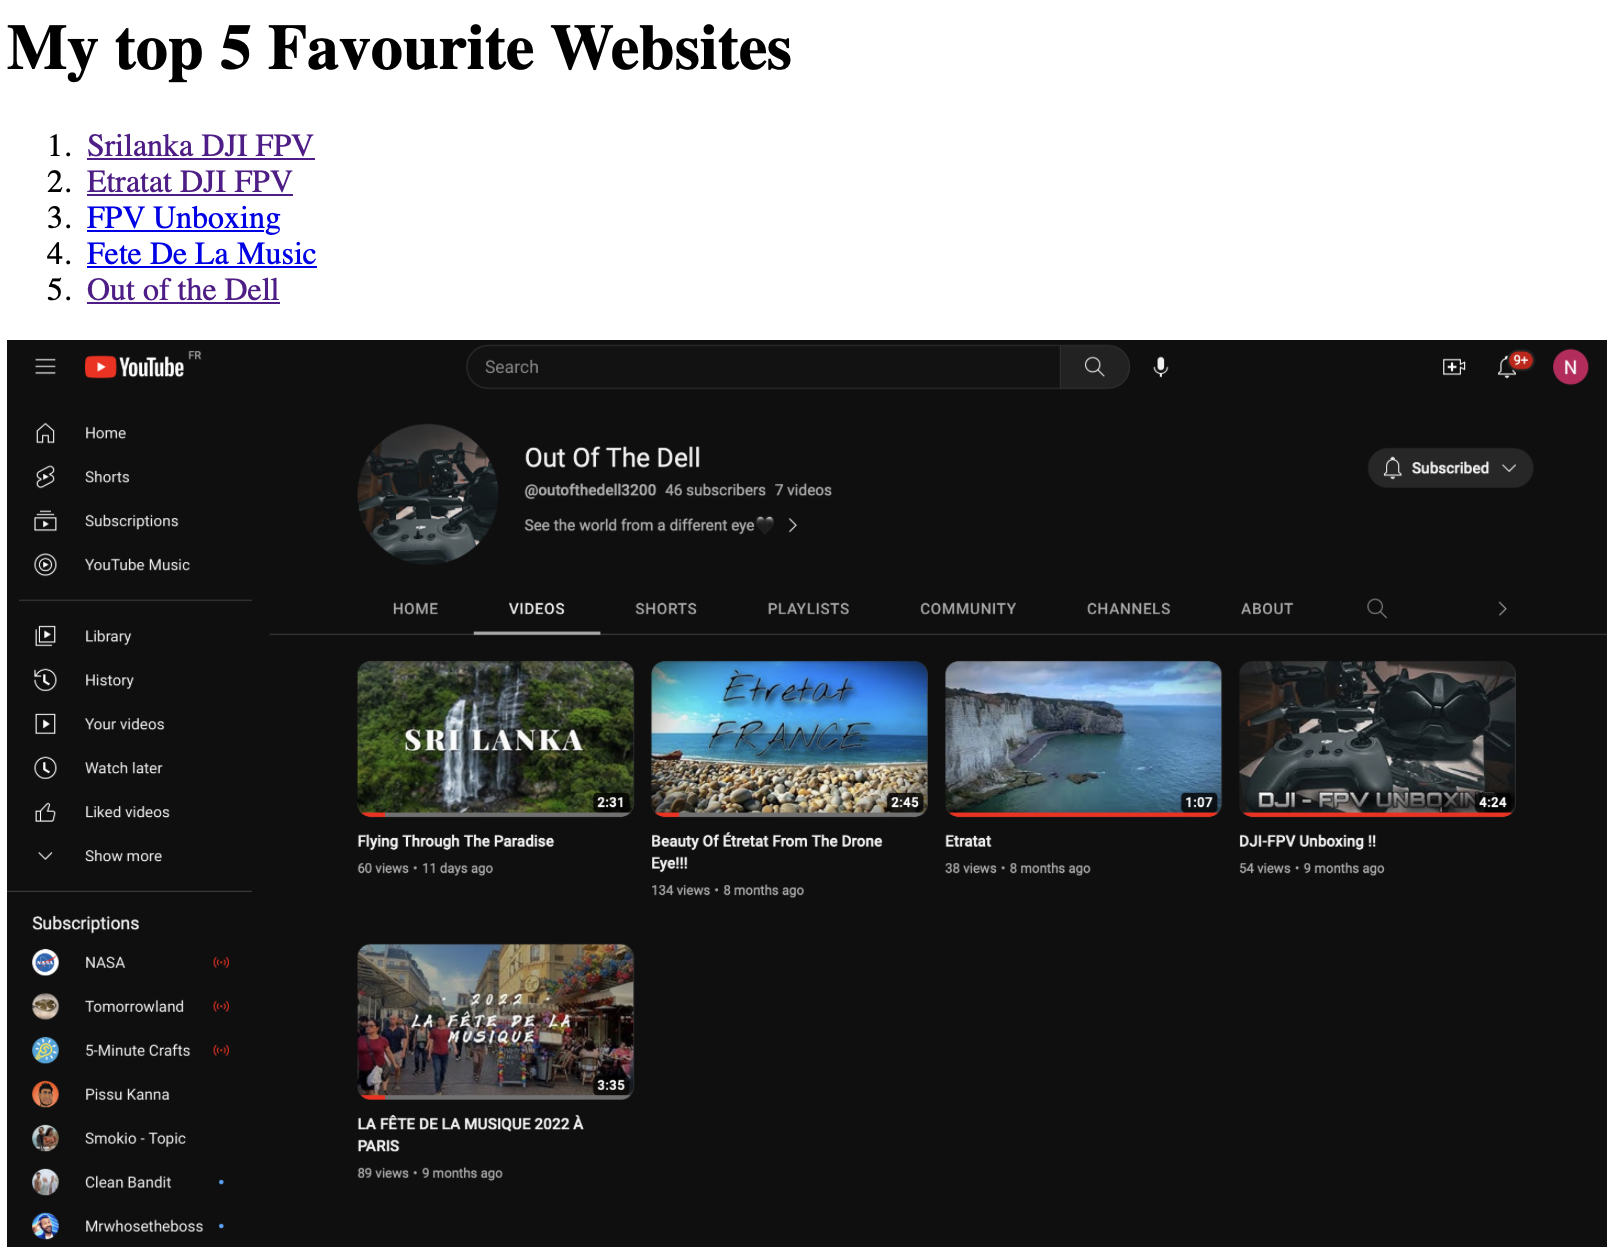 My top 5 Favourite Websites
1. Srilanka DJI FPV
2. Etratat DJI FPV
3. FPV Unboxing
4. Fete De La Music
5. Out of the Dell
YouTube FR
Search
9+
N
Home
Shorts
Subscriptions
YouTube Music
Library
History
Your videos
Watch later
Liked videos
Show more
Subscriptions
NASA
NASA
Tomorrowland
5-Minute Crafts
Pissu Kanna
Smokio - Topic
Clean Bandit
Mrwhosetheboss
Out Of The Dell
@outofthedell3200 46 subscribers 7 videos
See the world from a different eye🖤
Subscribed
HOME VIDEOS SHORTS PLAYLISTS COMMUNITY CHANNELS ABOUT
SRI LANKA
2:31
Flying Through The Paradise
60 views • 11 days ago
Ètretat
FRANCE
2:45
Beauty Of Étretat From The Drone
Eye!!!
134 views • 8 months ago
1:07
Etratat
38 views • 8 months ago
DJI - FPV UNBOXIN
4:24
DJI-FPV Unboxing !!
54 views • 9 months ago
· 2022 ·
LA FÊTE DE LA
MUSIQUE
3:35
LA FÊTE DE LA MUSIQUE 2022 À
PARIS
89 views • 9 months ago